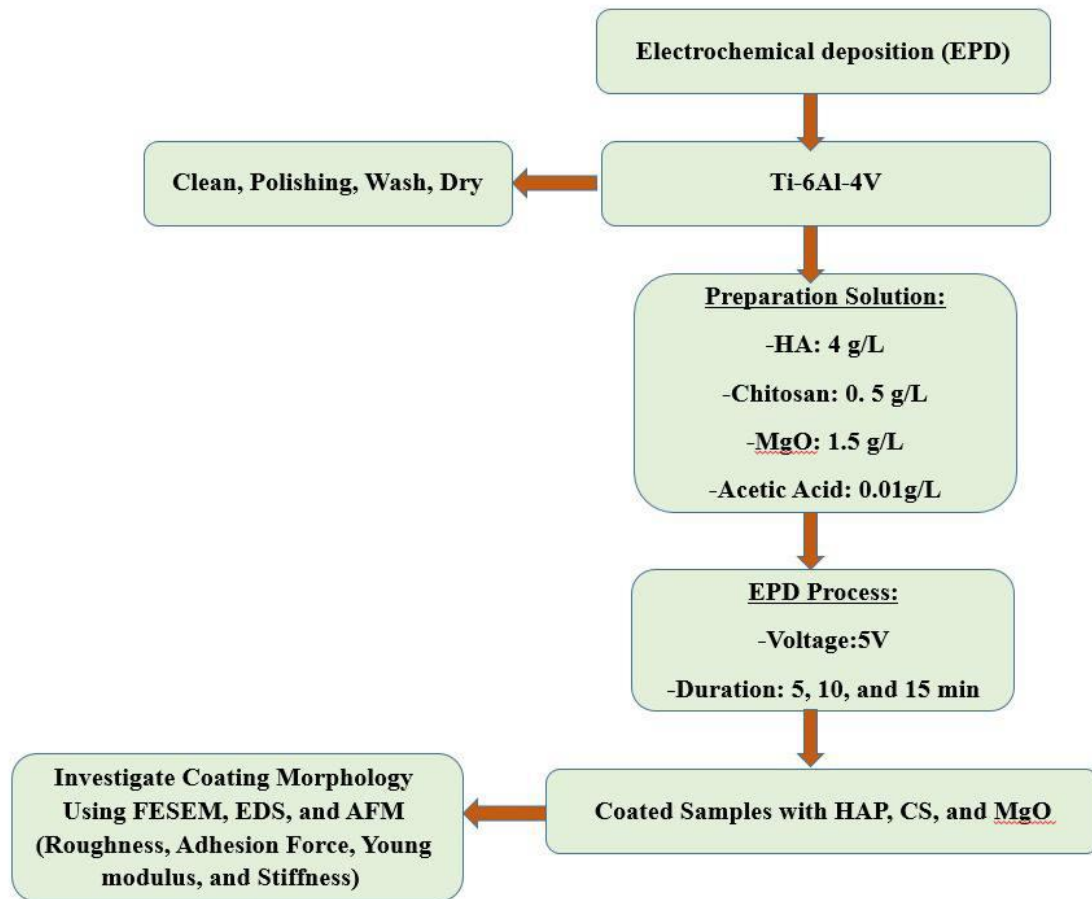 Electrochemical deposition (EPD)
Clean, Polishing, Wash, Dry
Ti-6Al-4V
Preparation Solution:
-HA: 4 g/L
-Chitosan: 0. 5 g/L
-MgO: 1.5 g/L
-Acetic Acid: 0.01g/L
EPD Process:
-Voltage:5V
-Duration: 5, 10, and 15 min
Investigate Coating Morphology
Using FESEM, EDS, and AFM
(Roughness, Adhesion Force, Young
modulus, and Stiffness)
Coated Samples with HAP, CS, and MgO